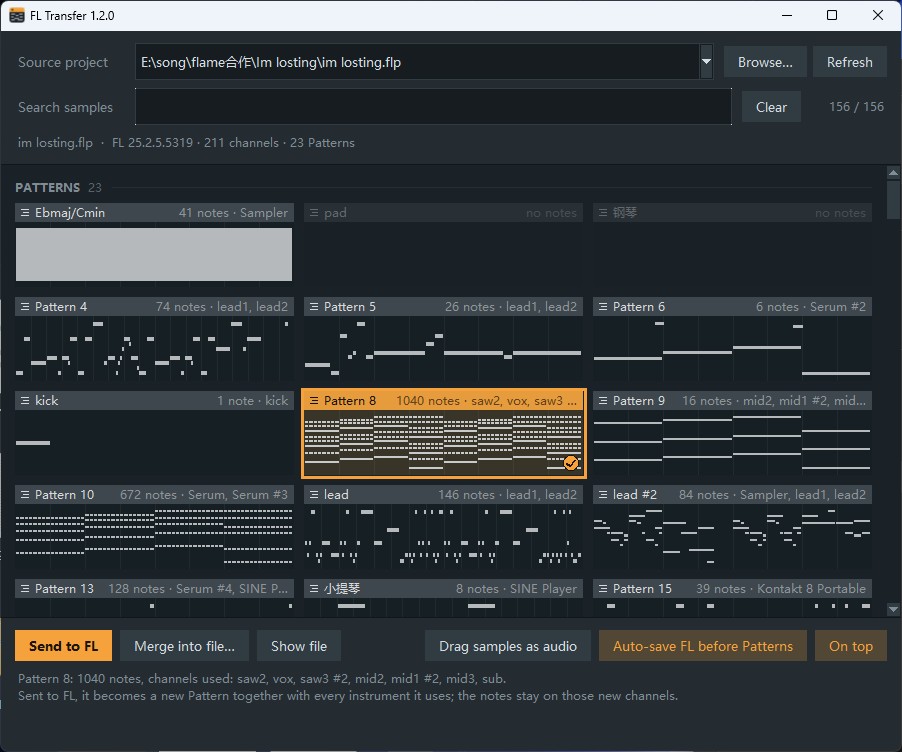 FL Transfer 1.2.0
Source project E:\song\flame合作\Im losting\im losting.flp Browse... Refresh
Search samples Clear 156 / 156
im losting.flp · FL 25.2.5.5319 · 211 channels · 23 Patterns
PATTERNS 23
Ebmaj/Cmin 41 notes · Sampler pad no notes 钢琴 no notes
Pattern 4 74 notes · lead1, lead2 Pattern 5 26 notes · lead1, lead2 Pattern 6 6 notes · Serum #2
kick 1 note · kick Pattern 8 1040 notes · saw2, vox, saw3 ... Pattern 9 16 notes · mid2, mid1 #2, mid...
Pattern 10 672 notes · Serum, Serum #3 lead 146 notes · lead1, lead2 lead #2 84 notes · Sampler, lead1, lead2
Pattern 13 128 notes · Serum #4, SINE P... 小提琴 8 notes · SINE Player Pattern 15 39 notes · Kontakt 8 Portable
Send to FL Merge into file... Show file Drag samples as audio Auto-save FL before Patterns On top
Pattern 8: 1040 notes, channels used: saw2, vox, saw3 #2, mid2, mid1 #2, mid3, sub.
Sent to FL, it becomes a new Pattern together with every instrument it uses; the notes stay on those new channels.